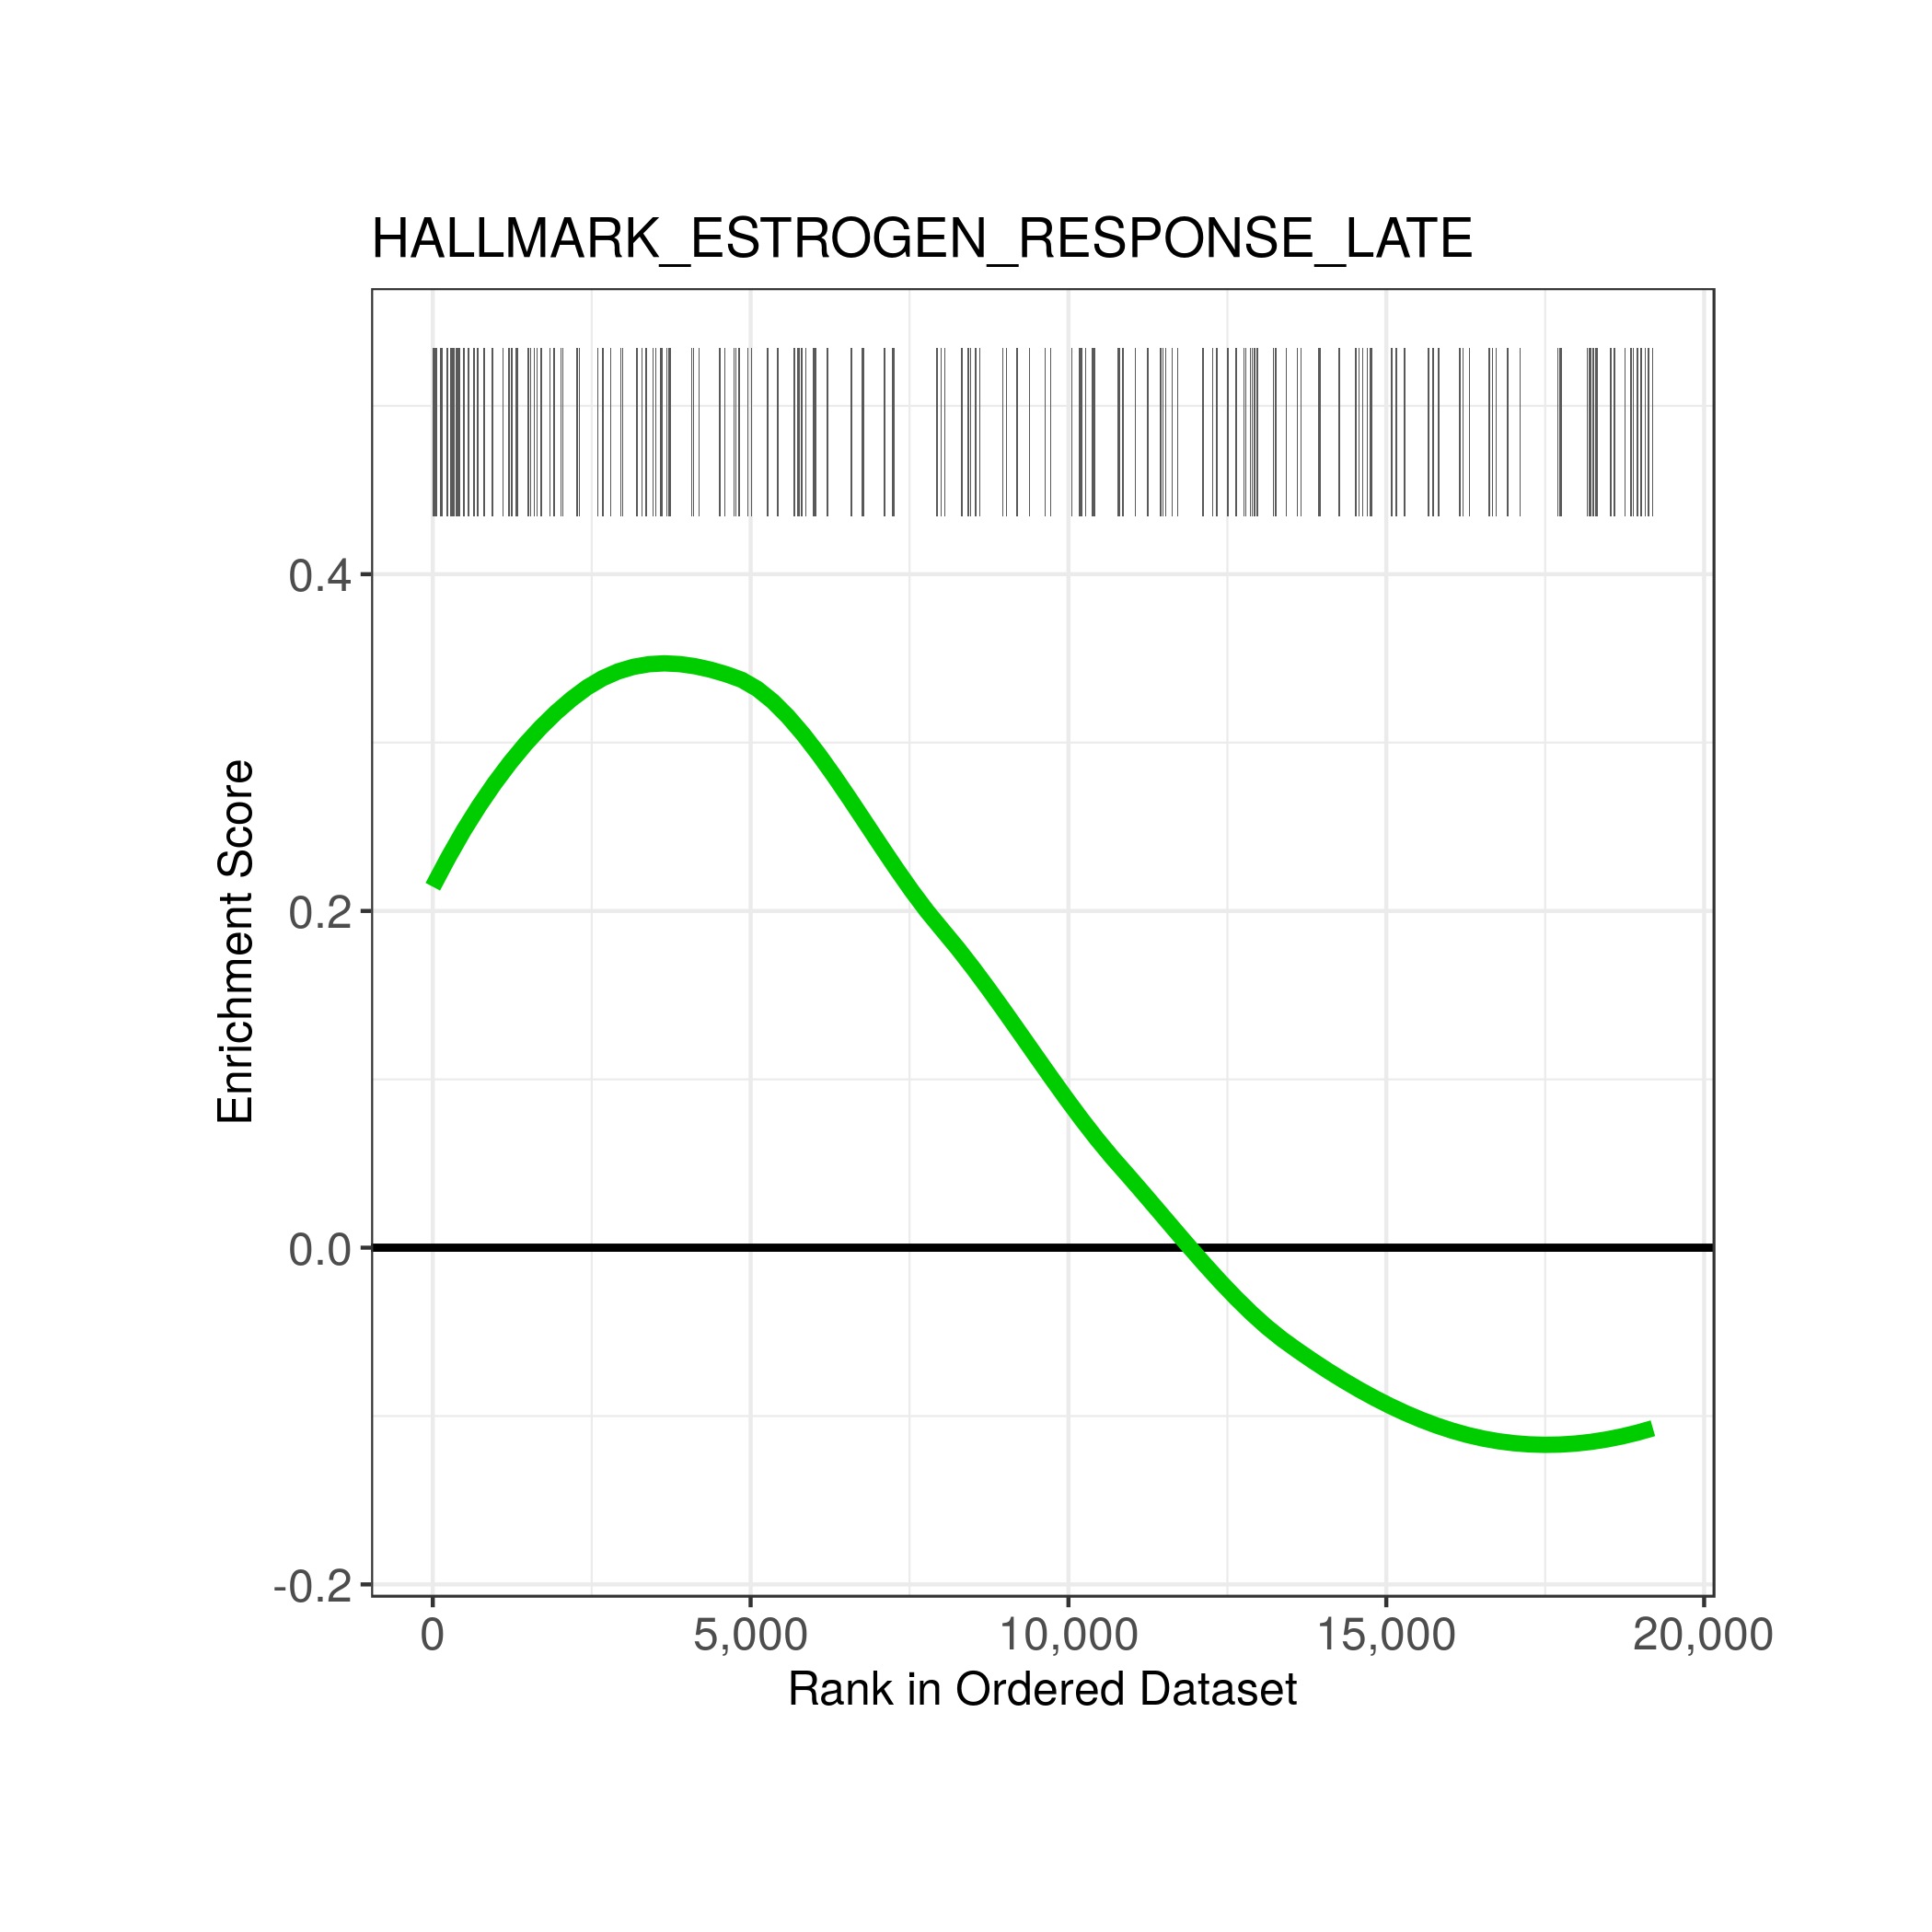 HALLMARK_ESTROGEN_RESPONSE_LATE
0.4
0.2
0.0
-0.2
Enrichment Score
0 5,000 10,000 15,000 20,000
Rank in Ordered Dataset